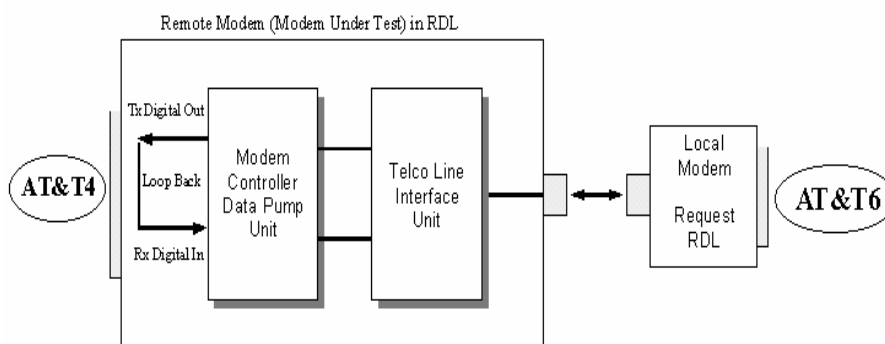 Remote Modem (Modem Under Test) in RDL
Tx Digital Out
AT&T4
Loop Back
Rx Digital In
Modem
Controller
Data Pump
Unit
Telco Line
Interface
Unit
Local
Modem
Request
RDL
AT&T6